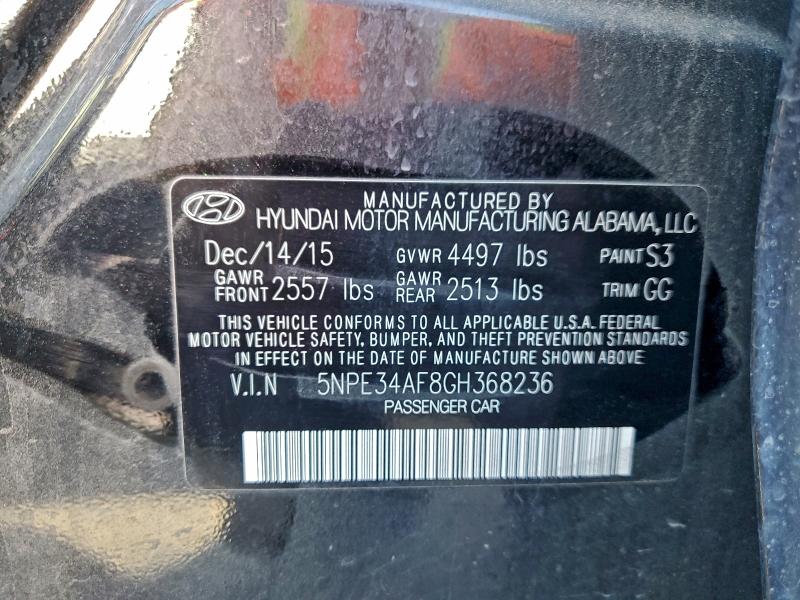 MANUFACTURED BY
HYUNDAI MOTOR MANUFACTURING ALABAMA, LLC
Dec/14/15 GVWR 4497 lbs PAINT S3
GAWR FRONT 2557 lbs GAWR REAR 2513 lbs TRIM GG
THIS VEHICLE CONFORMS TO ALL APPLICABLE U.S.A. FEDERAL
MOTOR VEHICLE SAFETY, BUMPER, AND THEFT PREVENTION STANDARDS
IN EFFECT ON THE DATE OF MANUFACTURE SHOWN ABOVE
V.I.N 5NPE34AF8GH368236
PASSENGER CAR